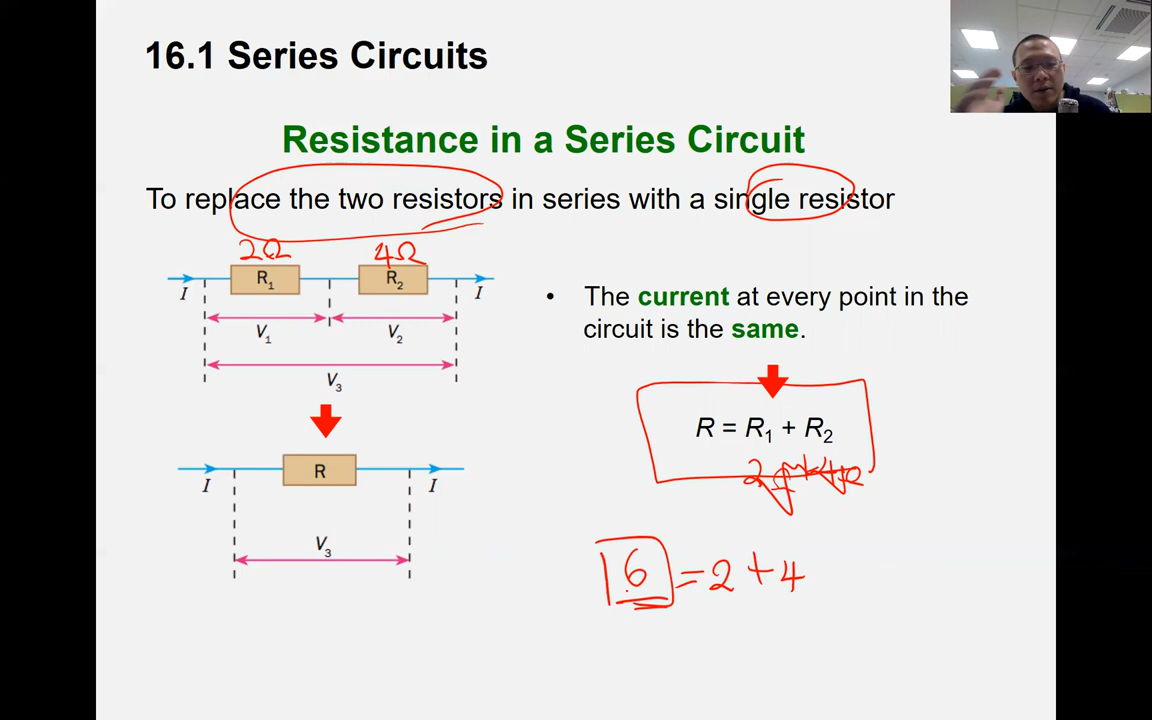 16.1 Series Circuits
Resistance in a Series Circuit
To replace the two resistors in series with a single resistor
2Ω 4Ω
R₁ R₂
I I
V₁ V₂
V₃
• The current at every point in the
circuit is the same.
R = R₁ + R₂
R
I I
V₃
6 = 2 + 4